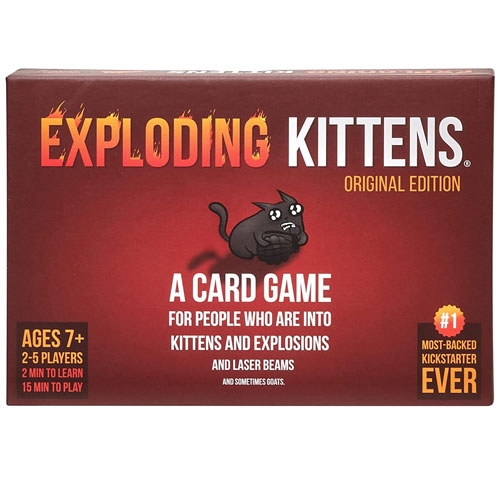 EXPLODING KITTENS®
ORIGINAL EDITION
A CARD GAME
FOR PEOPLE WHO ARE INTO
KITTENS AND EXPLOSIONS
AND LASER BEAMS
AND SOMETIMES GOATS.
AGES 7+
2-5 PLAYERS
2 MIN TO LEARN
15 MIN TO PLAY
#1
MOST-BACKED
KICKSTARTER
EVER